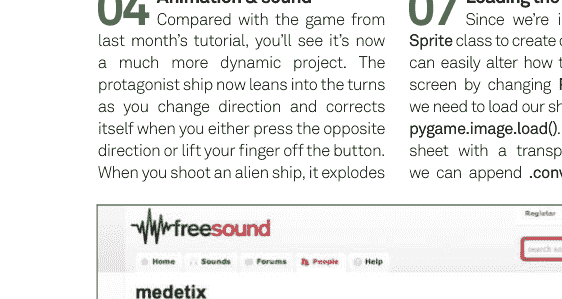 04 Animation & sound
Compared with the game from
last month's tutorial, you'll see it's now
a much more dynamic project. The
protagonist ship now leans into the turns
as you change direction and corrects
itself when you either press the opposite
direction or lift your finger off the button.
When you shoot an alien ship, it explodes
07 Loading the
Since we're i
Sprite class to create
can easily alter how t
screen by changing
we need to load our sh
pygame.image.load().
sheet with a transp
we can append .conv
freesound
Register
search so
Home Sounds Forums People Help
medetix